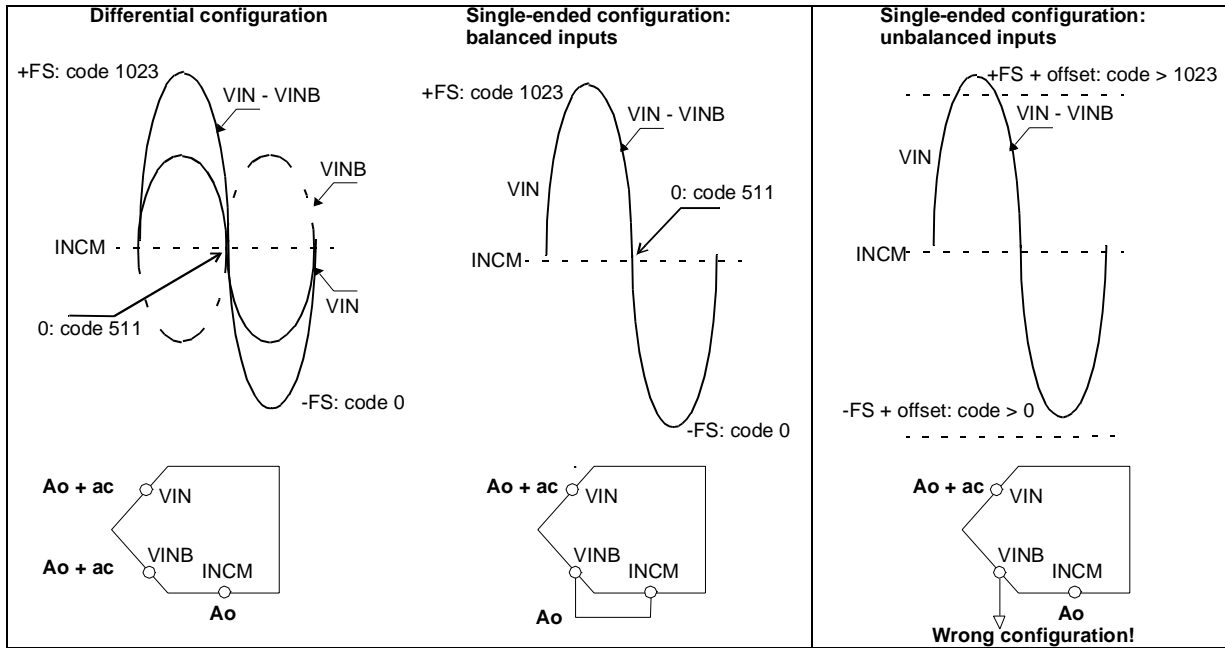 Differential configuration
+FS: code 1023
VIN - VINB
VINB
INCM
VIN
0: code 511
-FS: code 0
Ao + ac
VIN
VINB
Ao + ac
INCM
Ao
Single-ended configuration:
balanced inputs
+FS: code 1023
VIN - VINB
VIN
0: code 511
INCM
-FS: code 0
Ao + ac
VIN
VINB
INCM
Ao
Single-ended configuration:
unbalanced inputs
+FS + offset: code > 1023
VIN - VINB
VIN
INCM
-FS + offset: code > 0
Ao + ac
VIN
VINB
INCM
Ao
Wrong configuration!